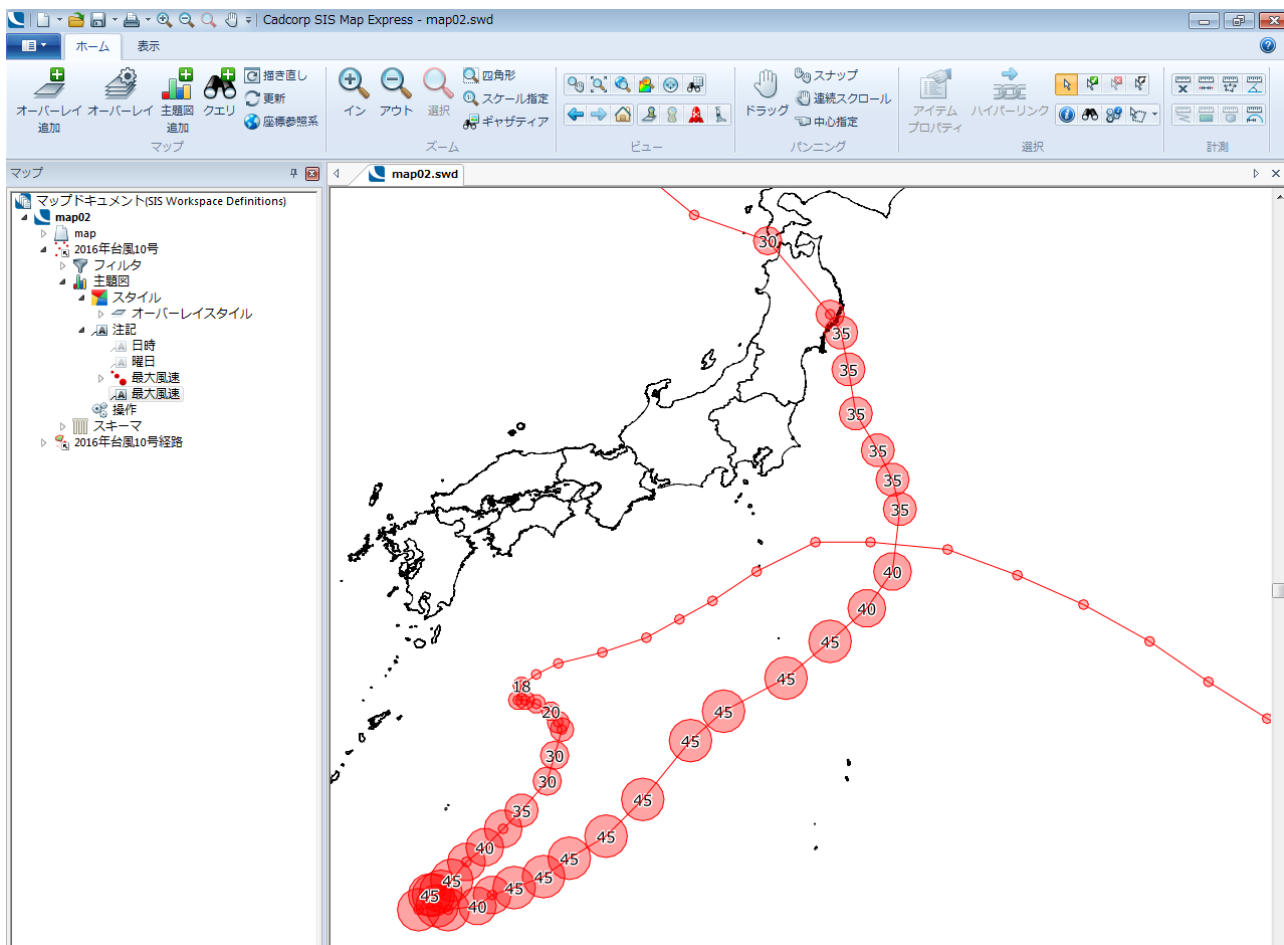 Cadcorp SIS Map Express - map02.swd
ホーム 表示
オーバーレイ追加
オーバーレイ
主題図追加
クエリ
描き直し
更新
座標参照系
マップ
イン
アウト
選択
四角形
スケール指定
ギャザティア
ズーム
ビュー
ドラッグ
スナップ
連続スクロール
中心指定
パンニング
アイテムプロパティ
ハイパーリンク
選択
計測
マップ
map02.swd
マップドキュメント(SIS Workspace Definitions)
map02
map
2016年台風10号
フィルタ
主題図
スタイル
オーバーレイスタイル
注記
日時
曜日
最大風速
最大風速
操作
スキーマ
2016年台風10号経路
30
35
35
35
35
35
35
40
40
45
45
18
20
45
45
30
30
45
35
45
40
45
45
45
45
45
40